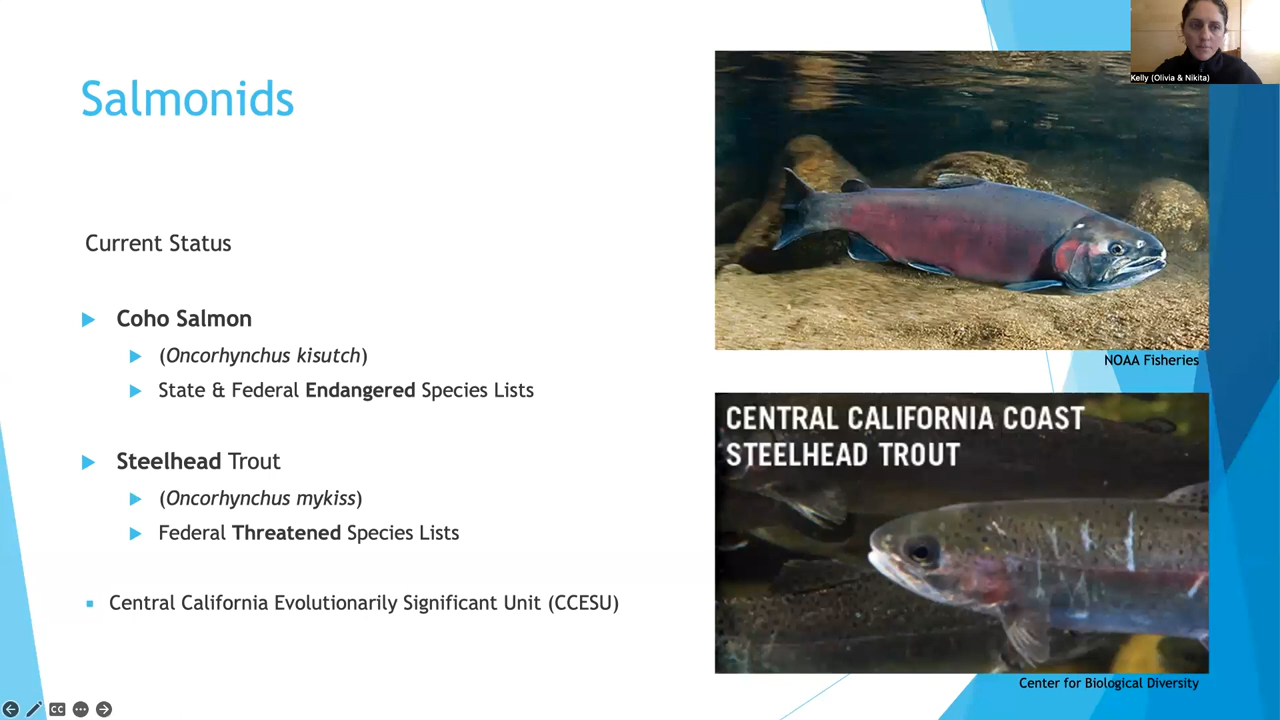 Kelly (Olivia & Nikita)
Salmonids
Current Status
Coho Salmon
(Oncorhynchus kisutch)
State & Federal Endangered Species Lists
Steelhead Trout
(Oncorhynchus mykiss)
Federal Threatened Species Lists
Central California Evolutionarily Significant Unit (CCESU)
NOAA Fisheries
CENTRAL CALIFORNIA COAST
STEELHEAD TROUT
Center for Biological Diversity
CC